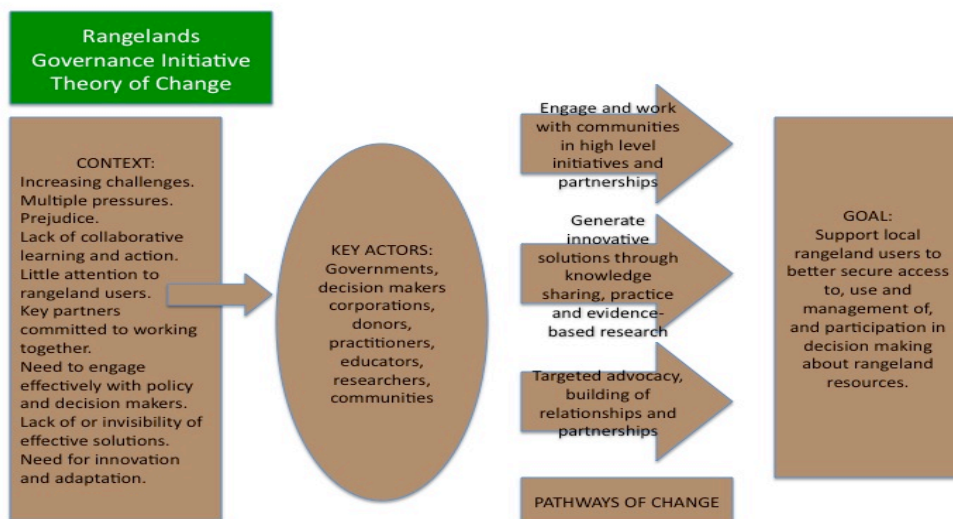 Rangelands
Governance Initiative
Theory of Change
CONTEXT:
Increasing challenges.
Multiple pressures.
Prejudice.
Lack of collaborative
learning and action.
Little attention to
rangeland users.
Key partners
committed to working
together.
Need to engage
effectively with policy
and decision makers.
Lack of or invisibility of
effective solutions.
Need for innovation
and adaptation.
KEY ACTORS:
Governments,
decision makers
corporations,
donors,
practitioners,
educators,
researchers,
communities
Engage and work
with communities
in high level
initiatives and
partnerships
Generate
innovative
solutions through
knowledge
sharing, practice
and evidence-
based research
Targeted advocacy,
building of
relationships and
partnerships
PATHWAYS OF CHANGE
GOAL:
Support local
rangeland users to
better secure access
to, use and
management of,
and participation in
decision making
about rangeland
resources.